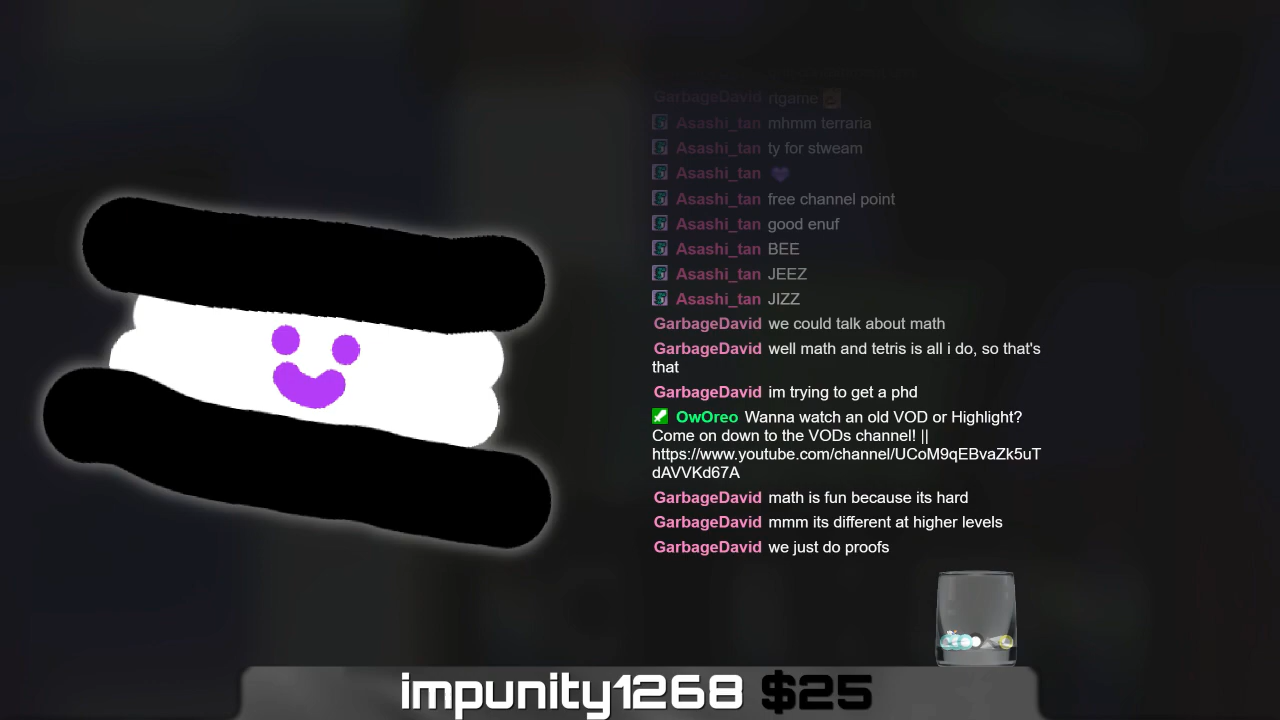 GarbageDavid rtgame
Asashi_tan mhmm terraria
Asashi_tan ty for stweam
Asashi_tan
Asashi_tan free channel point
Asashi_tan good enuf
Asashi_tan BEE
Asashi_tan JEEZ
Asashi_tan JIZZ
GarbageDavid we could talk about math
GarbageDavid well math and tetris is all i do, so that's
that
GarbageDavid im trying to get a phd
OwOreo Wanna watch an old VOD or Highlight?
Come on down to the VODs channel! ||
https://www.youtube.com/channel/UCoM9qEBvaZk5uT
dAVVKd67A
GarbageDavid math is fun because its hard
GarbageDavid mmm its different at higher levels
GarbageDavid we just do proofs
impunity1268 $25